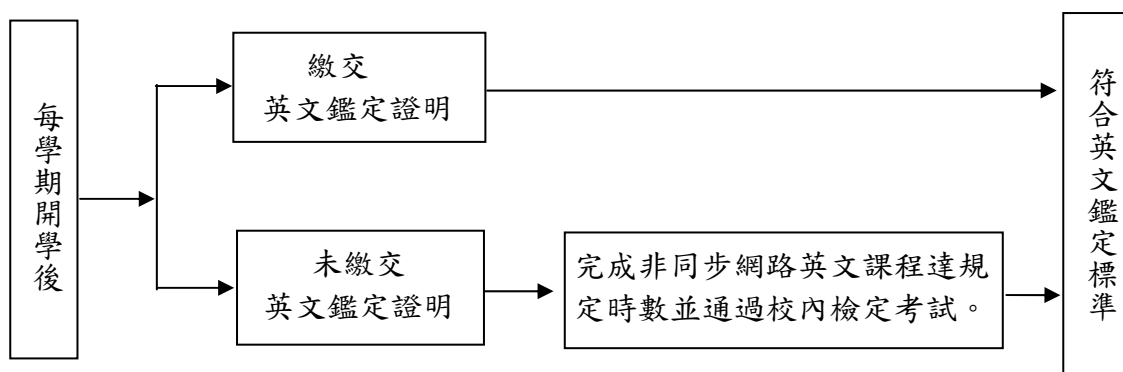 每學期開學後
繳交
英文鑑定證明
未繳交
英文鑑定證明
完成非同步網路英文課程達規
定時數並通過校內檢定考試。
符合英文鑑定標準